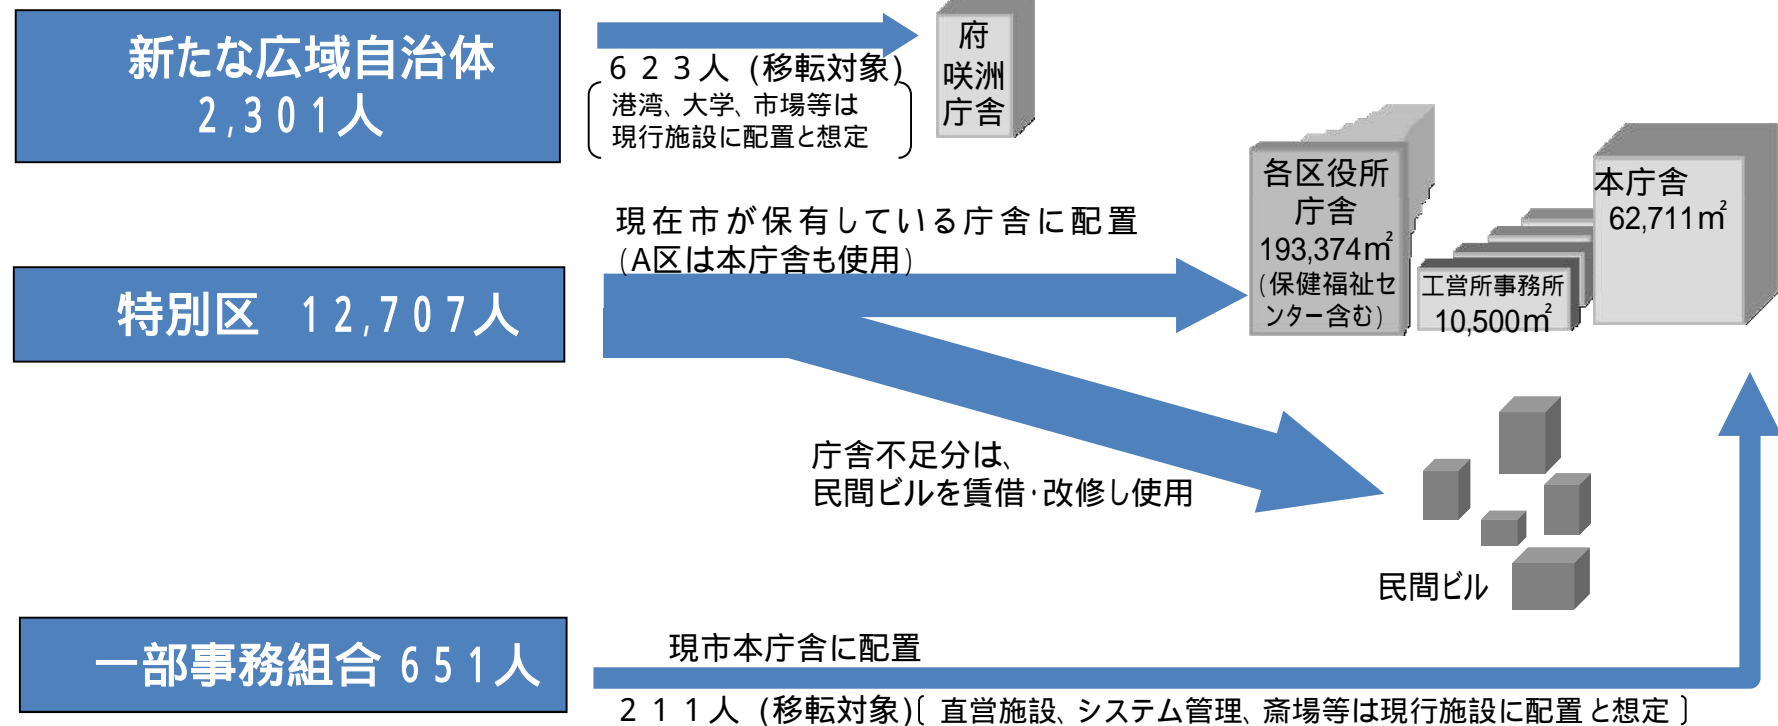 新たな広域自治体
2,301人
623人 (移転対象)
港湾、大学、市場等は
現行施設に配置と想定
府
咲洲
庁舎
現在市が保有している庁舎に配置
(A区は本庁舎も使用)
特別区 12,707人
各区役所
庁舎
193,374㎡
(保健福祉セ
ンター含む)
工営所事務所
10,500㎡
本庁舎
62,711㎡
庁舎不足分は、
民間ビルを賃借・改修し使用
民間ビル
一部事務組合 651人
現市本庁舎に配置
211人 (移転対象)〔 直営施設、システム管理、斎場等は現行施設に配置と想定 〕